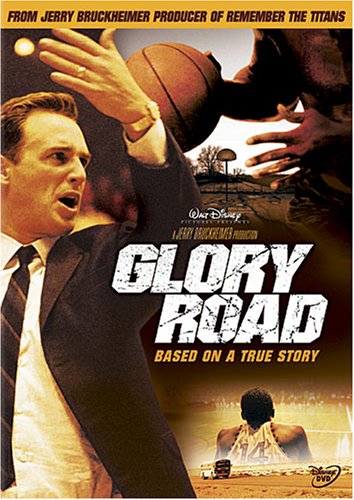 FROM JERRY BRUCKHEIMER PRODUCER OF REMEMBER THE TITANS
WALT DISNEY
PICTURES PRESENTS
A JERRY BRUCKHEIMER PRODUCTION
GLORY
ROAD
BASED ON A TRUE STORY
14
Disney
DVD